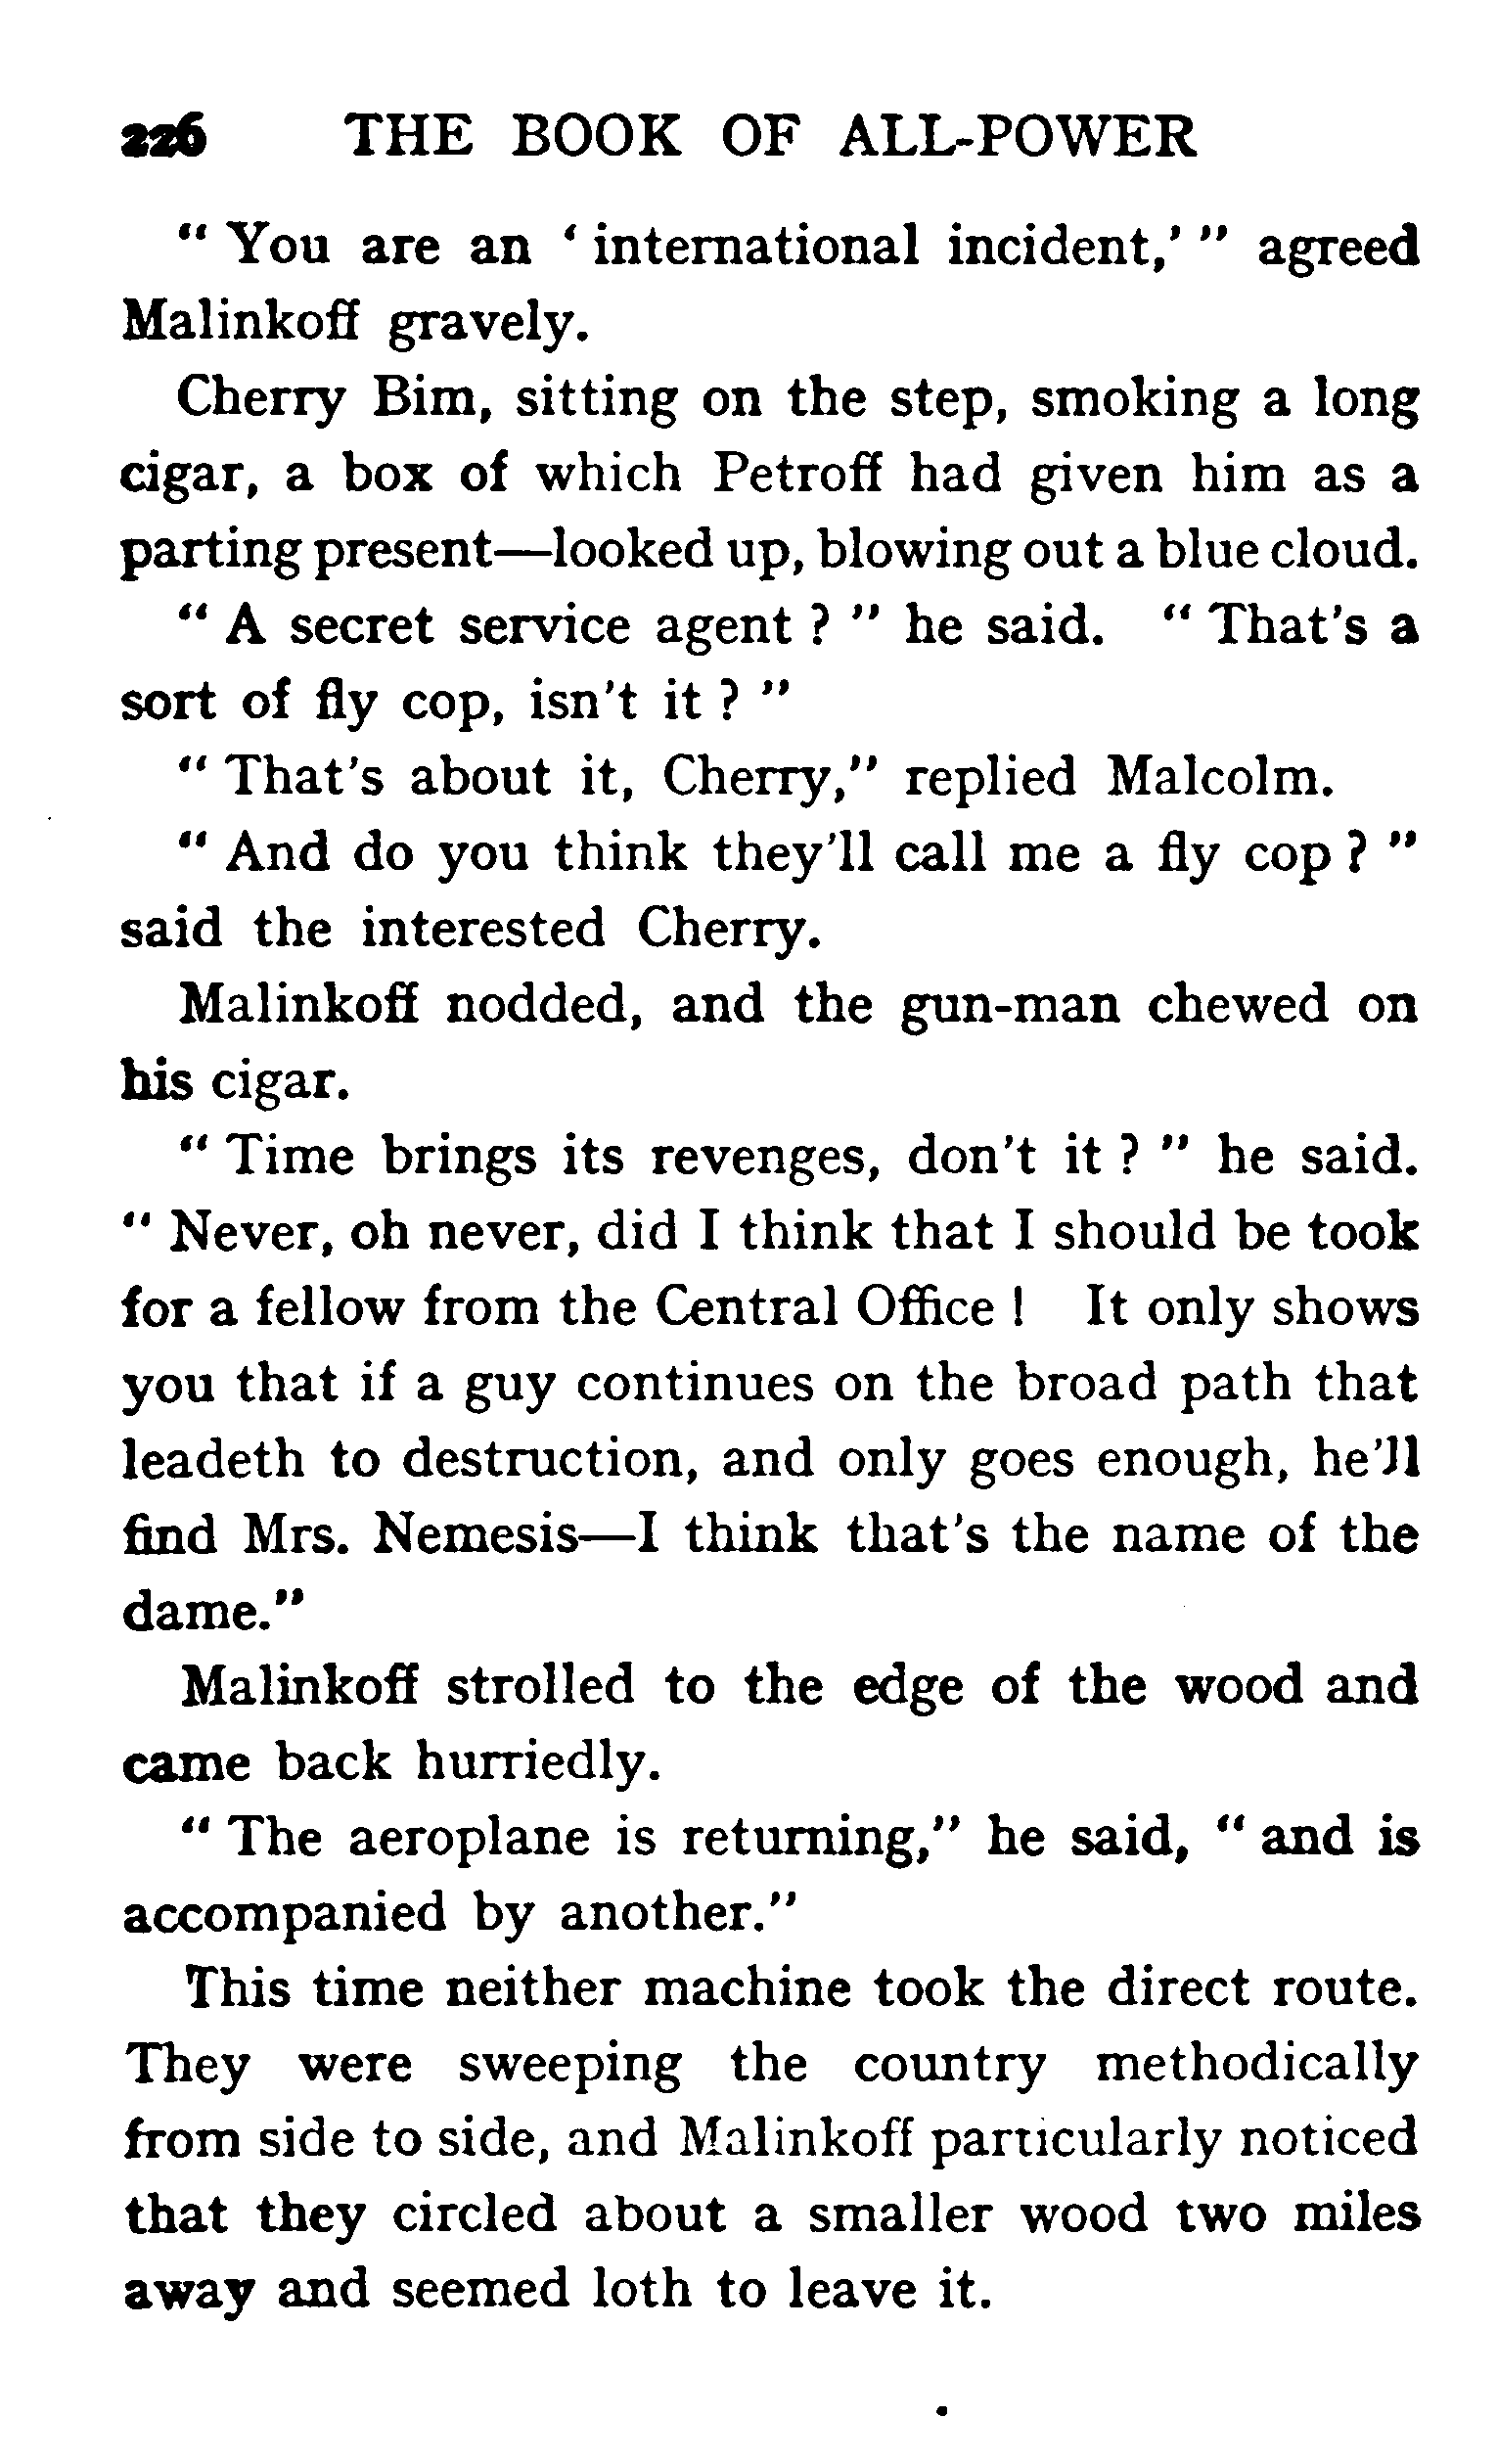 226 THE BOOK OF ALL-POWER
" You are an ' international incident,' " agreed
Malinkoff gravely.
Cherry Bim, sitting on the step, smoking a long
cigar, a box of which Petroff had given him as a
parting present—looked up, blowing out a blue cloud.
" A secret service agent ? " he said. " That's a
sort of fly cop, isn't it ? "
" That's about it, Cherry," replied Malcolm.
" And do you think they'll call me a fly cop ? "
said the interested Cherry.
Malinkoff nodded, and the gun-man chewed on
his cigar.
" Time brings its revenges, don't it ? " he said.
" Never, oh never, did I think that I should be took
for a fellow from the Central Office ! It only shows
you that if a guy continues on the broad path that
leadeth to destruction, and only goes enough, he'll
find Mrs. Nemesis—I think that's the name of the
dame."
Malinkoff strolled to the edge of the wood and
came back hurriedly.
" The aeroplane is returning," he said, " and is
accompanied by another."
This time neither machine took the direct route.
They were sweeping the country methodically
from side to side, and Malinkoff particularly noticed
that they circled about a smaller wood two miles
away and seemed loth to leave it.